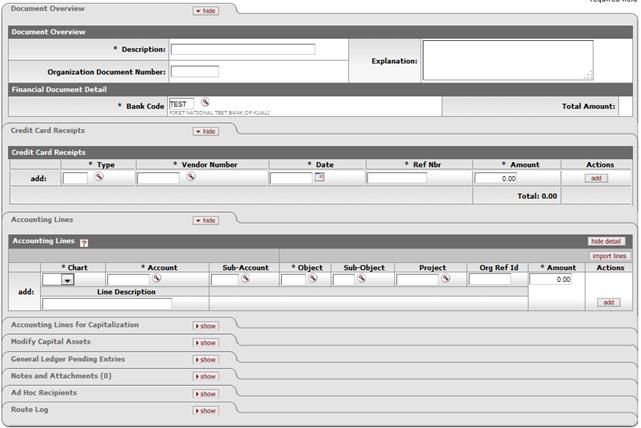 required field
Document Overview
hide
Document Overview
* Description:
Explanation:
Organization Document Number:
Financial Document Detail
* Bank Code
TEST
FIRST NATIONAL TEST BANK OF KUALI
Total Amount:
Credit Card Receipts
hide
Credit Card Receipts
* Type * Vendor Number * Date * Ref Nbr * Amount Actions
add: 0.00 add
Total: 0.00
Accounting Lines
hide
Accounting Lines ?
hide detail
import lines
* Chart * Account Sub-Account * Object Sub-Object Project Org Ref Id * Amount Actions
0.00
add:
Line Description
add
Accounting Lines for Capitalization show
Modify Capital Assets show
General Ledger Pending Entries show
Notes and Attachments (0) show
Ad Hoc Recipients show
Route Log show